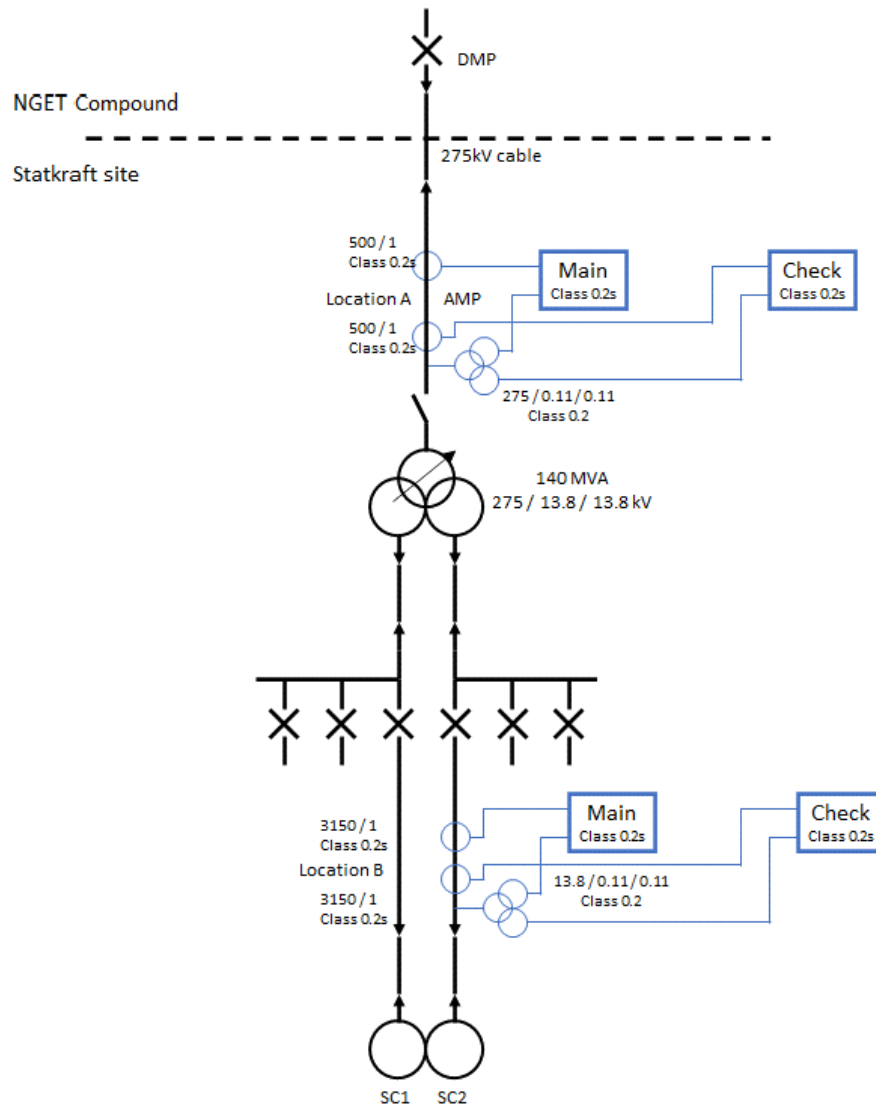 DMP
NGET Compound
275kV cable
Statkraft site
500 / 1
Class 0.2s
Main
Class 0.2s
Check
Class 0.2s
Location A
AMP
500 / 1
Class 0.2s
275 / 0.11 / 0.11
Class 0.2
140 MVA
275 / 13.8 / 13.8 kV
3150 / 1
Class 0.2s
Main
Class 0.2s
Check
Class 0.2s
Location B
3150 / 1
Class 0.2s
13.8 / 0.11 / 0.11
Class 0.2
SC1
SC2